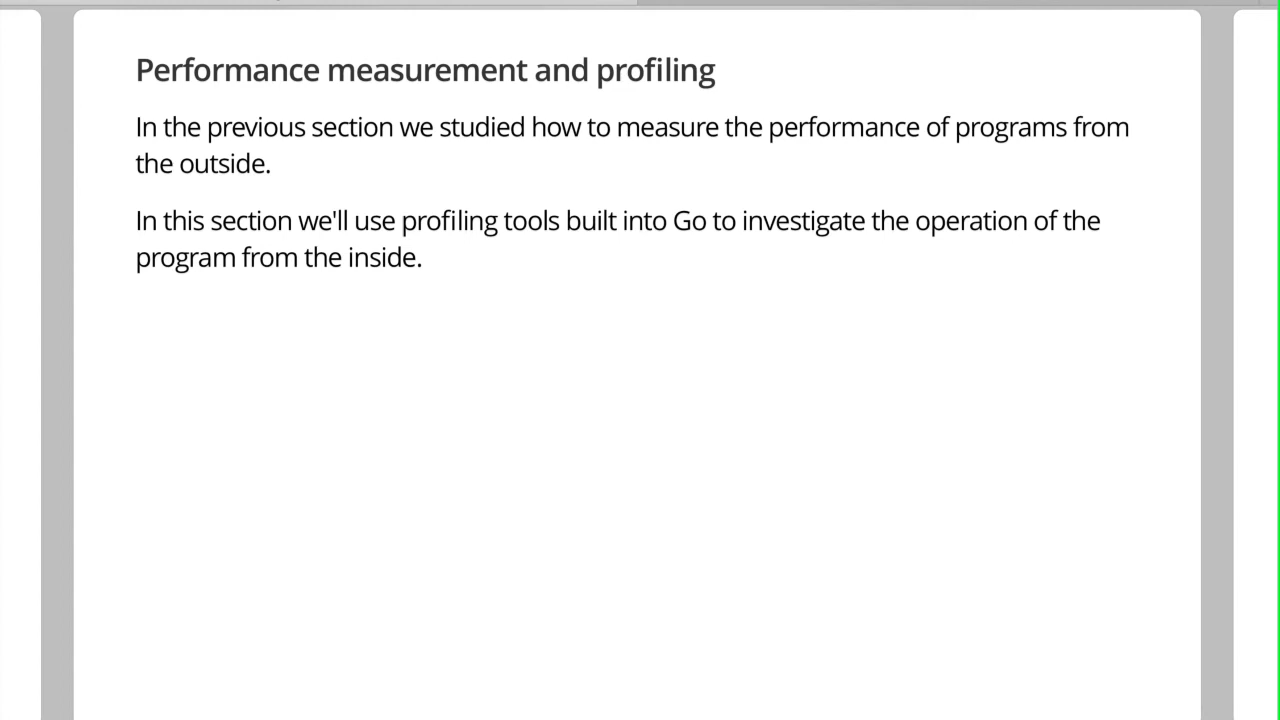 Performance measurement and profiling
In the previous section we studied how to measure the performance of programs from
the outside.
In this section we'll use profiling tools built into Go to investigate the operation of the
program from the inside.